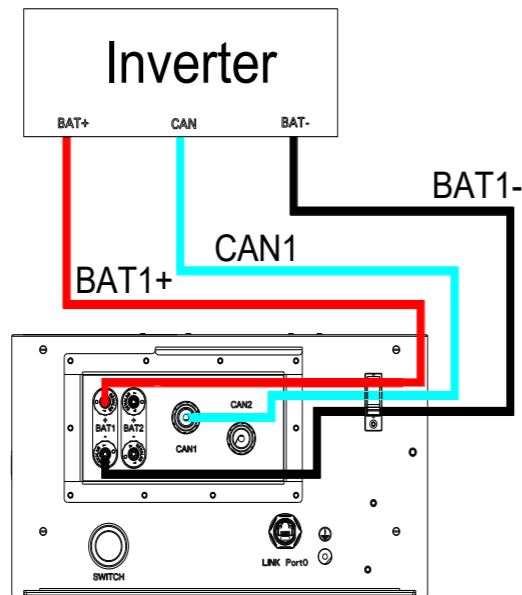 Inverter
BAT+ CAN BAT-
BAT1-
CAN1
BAT1+
CAN2
+ +
BAT1 BAT2
- -
CAN1
LINK Port0
SWITCH